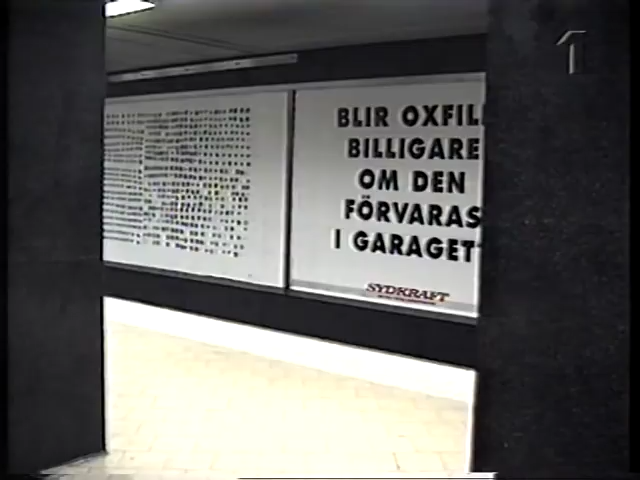 1
BLIR OXFIL
BILLIGARE
OM DEN
FÖRVARAS
I GARAGET
SYDKRAFT